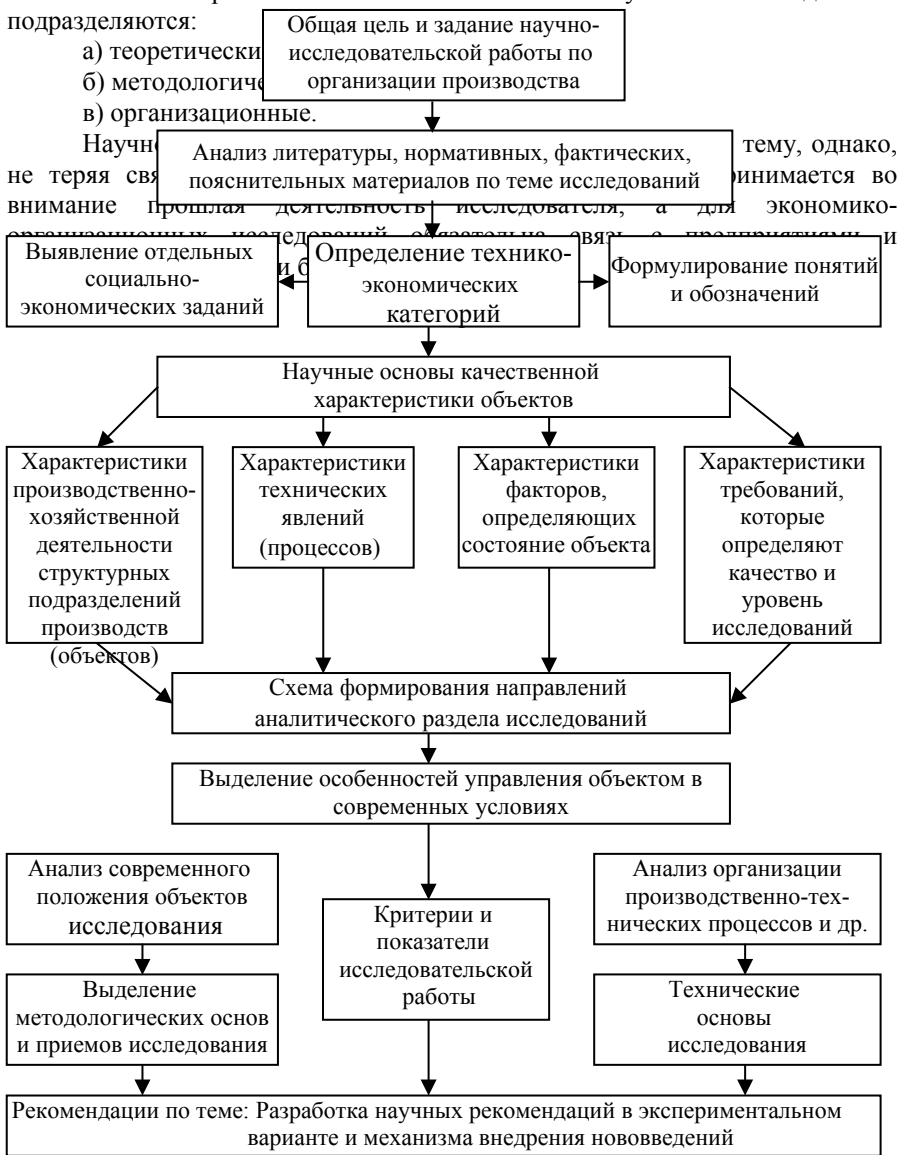 подразделяются:
Общая цель и задание научно-
исследовательской работы по
организации производства
а) теоретически
б) методологиче
в) организационные.
Научн
тему, однако,
Анализ литературы, нормативных, фактических,
пояснительных материалов по теме исследований
не теряя свя
ринимается во
внимание прошлая деятельность исследователя, а для экономико-
организационных исследований обязательна связь с предприятиями и
и б
Выявление отдельных
социально-
экономических заданий
Определение технико-
экономических
категорий
Формулирование понятий
и обозначений
Научные основы качественной
характеристики объектов
Характеристики
производственно-
хозяйственной
деятельности
структурных
подразделений
производств
(объектов)
Характеристики
технических
явлений
(процессов)
Характеристики
факторов,
определяющих
состояние объекта
Характеристики
требований,
которые
определяют
качество и
уровень
исследований
Схема формирования направлений
аналитического раздела исследований
Выделение особенностей управления объектом в
современных условиях
Анализ современного
положения объектов
исследования
Критерии и
показатели
исследовательской
работы
Анализ организации
производственно-тех-
нических процессов и др.
Выделение
методологических основ
и приемов исследования
Технические
основы
исследования
Рекомендации по теме: Разработка научных рекомендаций в экспериментальном
варианте и механизма внедрения нововведений